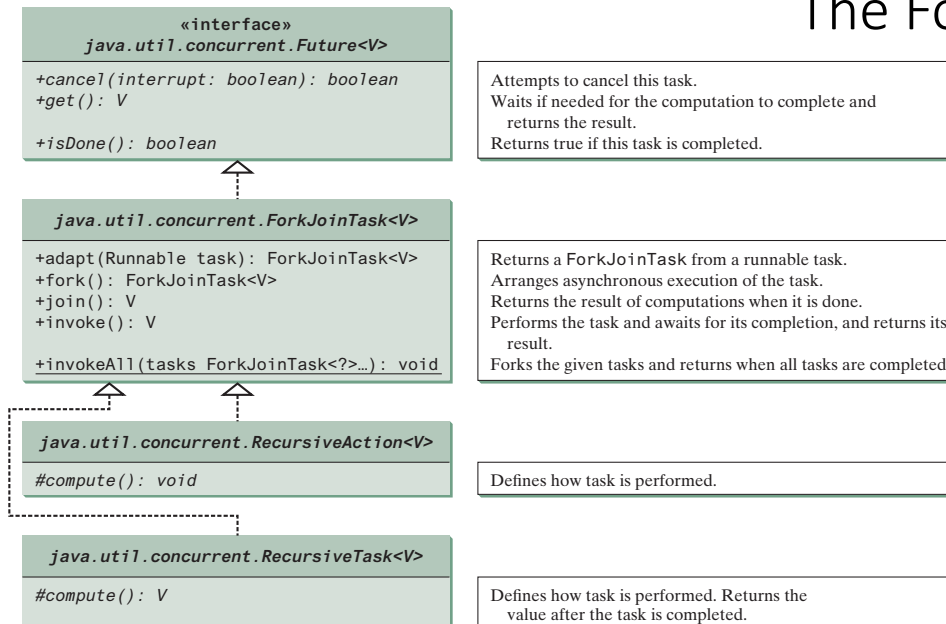 The Fo
«interface»
java.util.concurrent.Future<V>
+cancel(interrupt: boolean): boolean
+get(): V
+isDone(): boolean
Attempts to cancel this task.
Waits if needed for the computation to complete and
returns the result.
Returns true if this task is completed.
java.util.concurrent.ForkJoinTask<V>
+adapt(Runnable task): ForkJoinTask<V>
+fork(): ForkJoinTask<V>
+join(): V
+invoke(): V
+invokeAll(tasks ForkJoinTask<?>…): void
Returns a ForkJoinTask from a runnable task.
Arranges asynchronous execution of the task.
Returns the result of computations when it is done.
Performs the task and awaits for its completion, and returns its
result.
Forks the given tasks and returns when all tasks are completed
java.util.concurrent.RecursiveAction<V>
#compute(): void
Defines how task is performed.
java.util.concurrent.RecursiveTask<V>
#compute(): V
Defines how task is performed. Returns the
value after the task is completed.